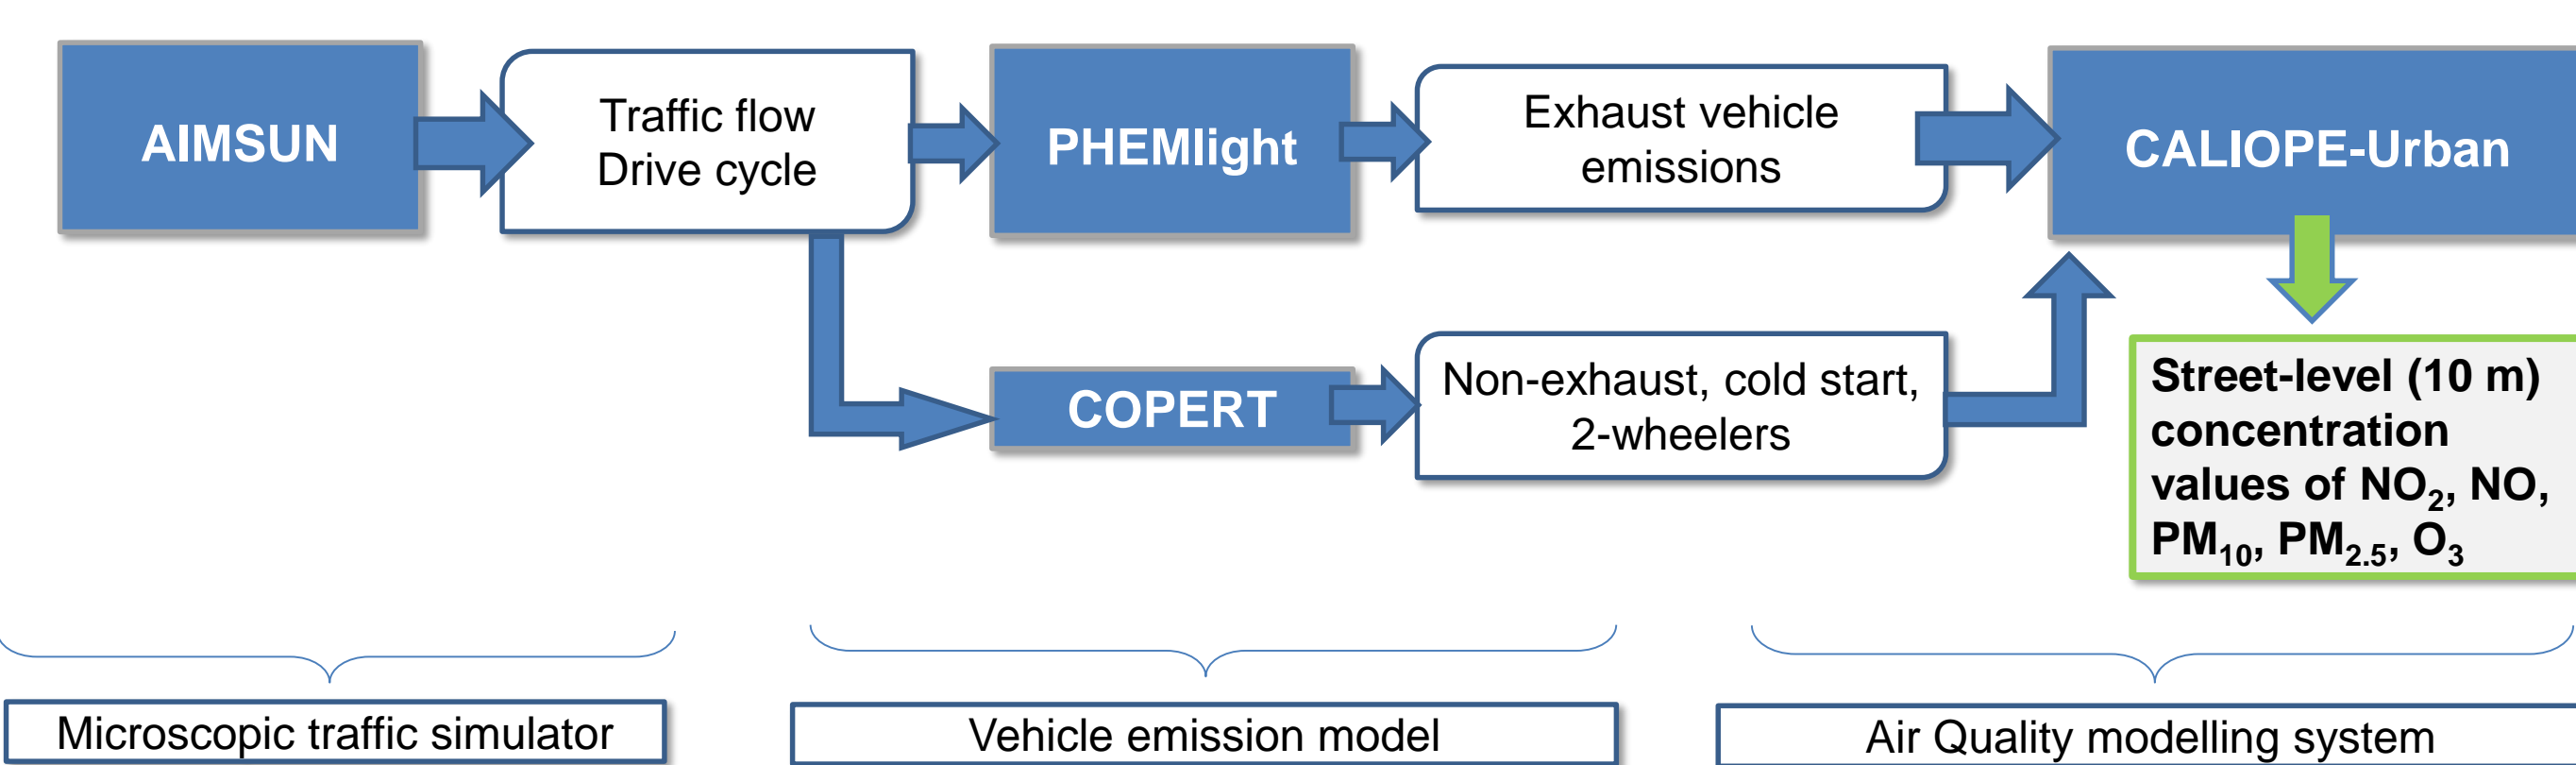 AIMSUN
Traffic flow
Drive cycle
PHEMlight
Exhaust vehicle
emissions
CALIOPE-Urban
COPERT
Non-exhaust, cold start,
2-wheelers
Street-level (10 m)
concentration
values of NO₂, NO,
PM₁₀, PM₂.₅, O₃
Microscopic traffic simulator
Vehicle emission model
Air Quality modelling system